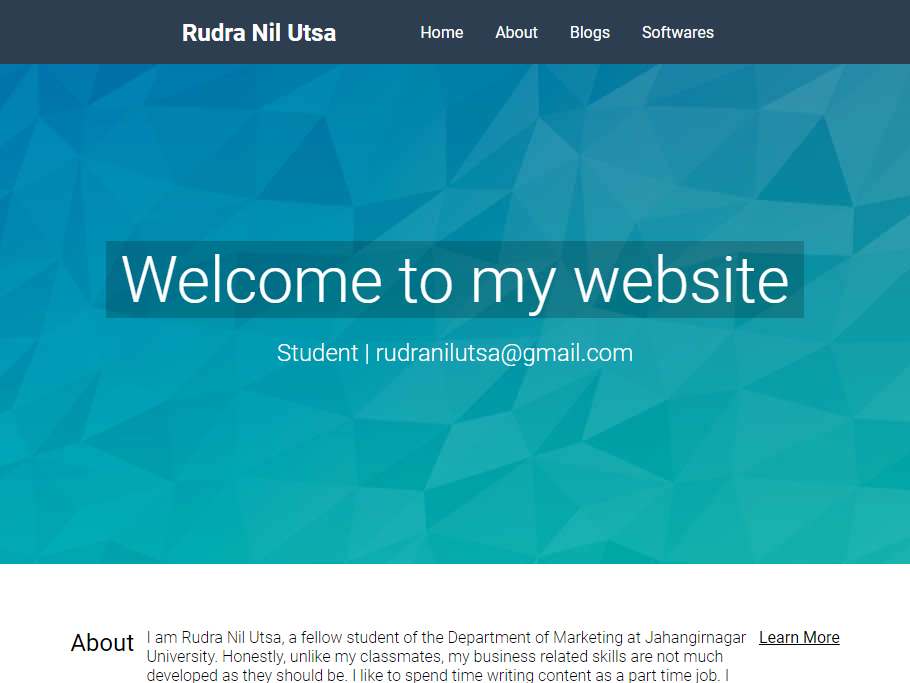 Rudra Nil Utsa Home About Blogs Softwares
Welcome to my website
Student | rudranilutsa@gmail.com
About
I am Rudra Nil Utsa, a fellow student of the Department of Marketing at Jahangirnagar
University. Honestly, unlike my classmates, my business related skills are not much
developed as they should be. I like to spend time writing content as a part time job. I
Learn More